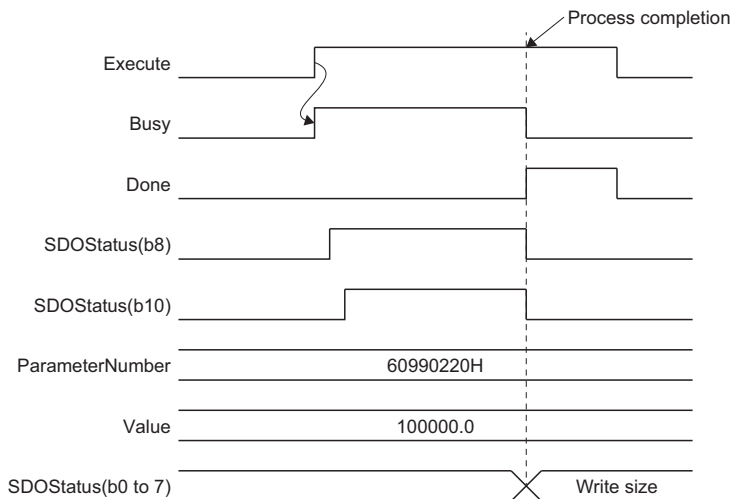 Process completion
Execute
Busy
Done
SDOStatus(b8)
SDOStatus(b10)
ParameterNumber 60990220H
Value 100000.0
SDOStatus(b0 to 7) Write size